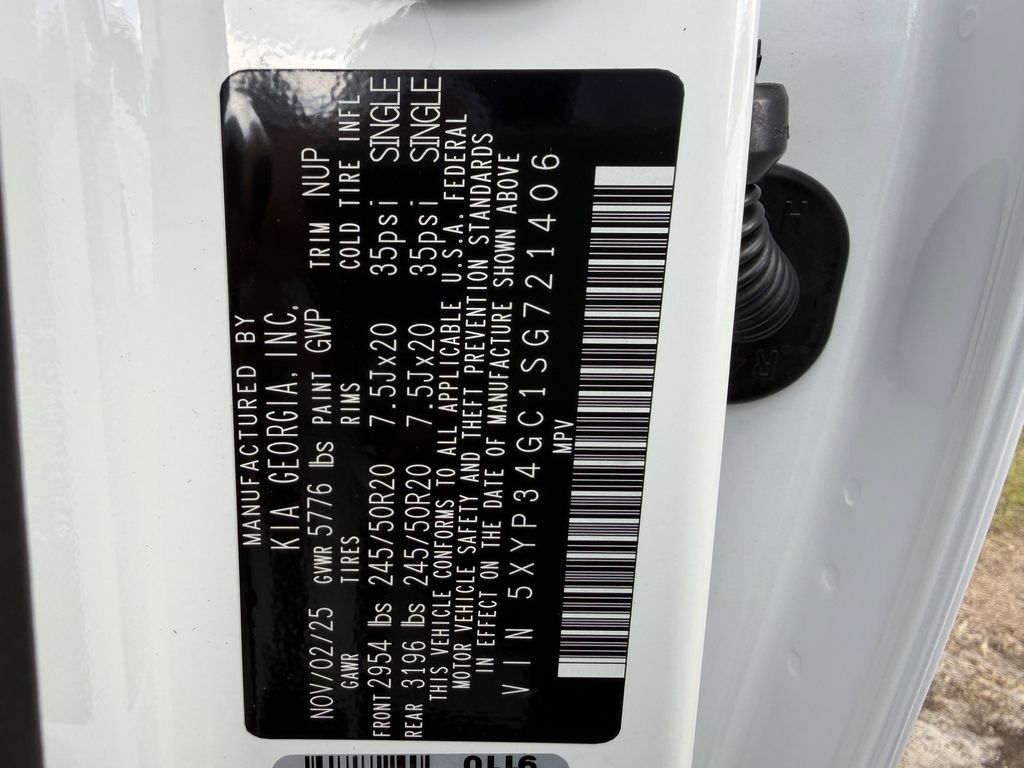 MANUFACTURED BY
KIA GEORGIA, INC.
NOV/02/25 GVWR 5776 lbs PAINT GWP TRIM NUP
GAWR TIRES RIMS COLD TIRE INFL
FRONT 2954 lbs 245/50R20 7.5Jx20 35psi SINGLE
REAR 3196 lbs 245/50R20 7.5Jx20 35psi SINGLE
THIS VEHICLE CONFORMS TO ALL APPLICABLE U.S.A. FEDERAL
MOTOR VEHICLE SAFETY AND THEFT PREVENTION STANDARDS
IN EFFECT ON THE DATE OF MANUFACTURE SHOWN ABOVE
VIN 5XYP34GC1SG721406
MPV
H
R